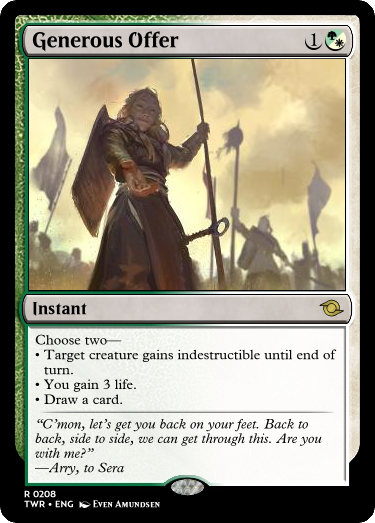 Generous Offer 1
Instant
Choose two—
• Target creature gains indestructible until end of
turn.
• You gain 3 life.
• Draw a card.
“C'mon, let's get you back on your feet. Back to
back, side to side, we can get through this. Are you
with me?”
—Arry, to Sera
R 0208
TWR • ENG Even Amundsen